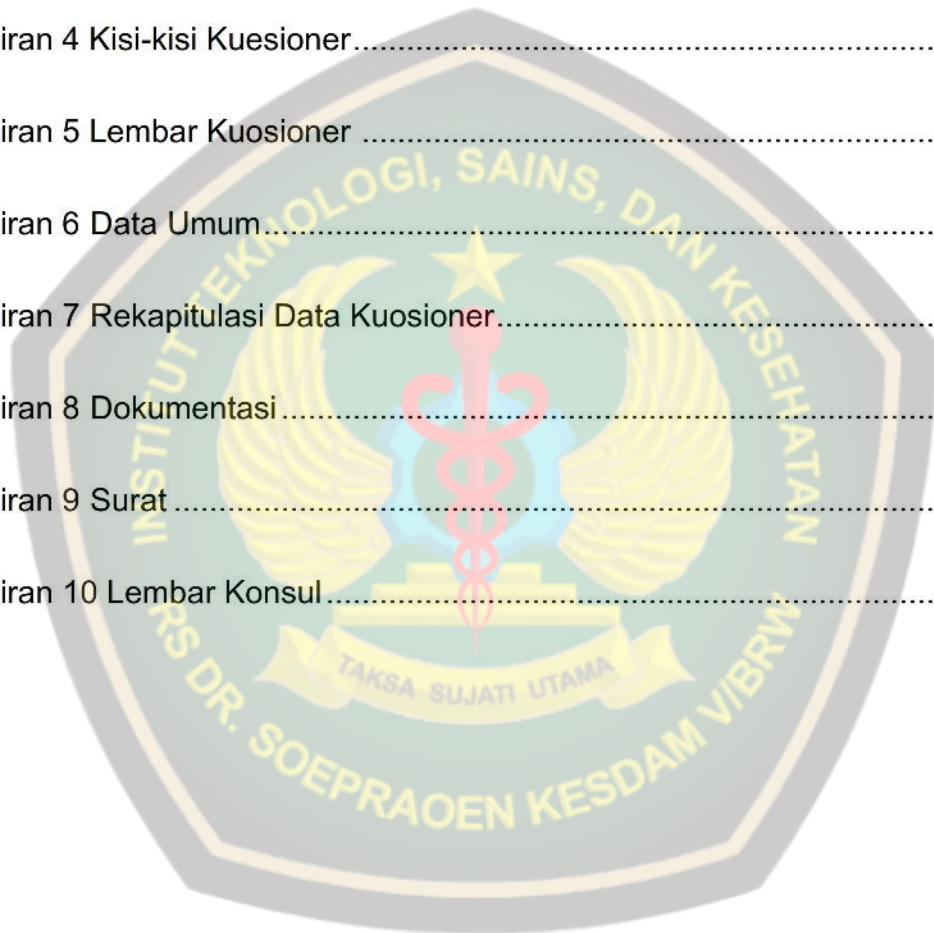 iran 4 Kisi-kisi Kuesioner
iran 5 Lembar Kuosioner
iran 6 Data Umum
iran 7 Rekapitulasi Data Kuosioner
iran 8 Dokumentasi
iran 9 Surat
iran 10 Lembar Konsul
INSTITUT TEKNOLOGI, SAINS, DAN KESEHATAN
TAKSA SUJATI UTAMA
RS DR. SOEPRAOEN KESDAM V/BRW